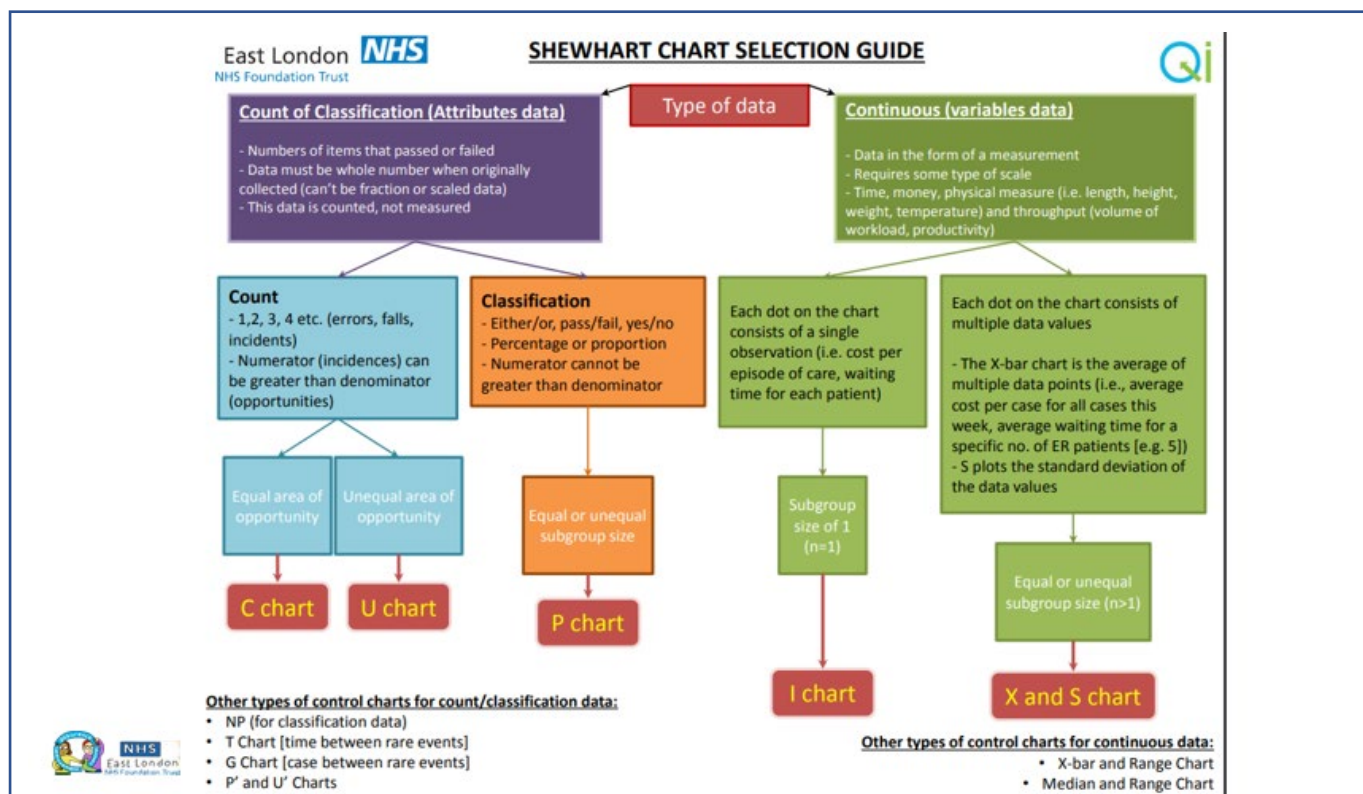 East London NHS
NHS Foundation Trust
SHEWHART CHART SELECTION GUIDE
Qi
Type of data
Count of Classification (Attributes data)
- Numbers of items that passed or failed
- Data must be whole number when originally
collected (can't be fraction or scaled data)
- This data is counted, not measured
Continuous (variables data)
- Data in the form of a measurement
- Requires some type of scale
- Time, money, physical measure (i.e. length, height,
weight, temperature) and throughput (volume of
workload, productivity)
Count
- 1,2, 3, 4 etc. (errors, falls,
incidents)
- Numerator (incidences) can
be greater than denominator
(opportunities)
Classification
- Either/or, pass/fail, yes/no
- Percentage or proportion
- Numerator cannot be
greater than denominator
Each dot on the chart
consists of a single
observation (i.e. cost per
episode of care, waiting
time for each patient)
Each dot on the chart consists of
multiple data values
- The X-bar chart is the average of
multiple data points (i.e., average
cost per case for all cases this
week, average waiting time for a
specific no. of ER patients [e.g. 5])
- S plots the standard deviation of
the data values
Equal area of
opportunity
Unequal area of
opportunity
Equal or unequal
subgroup size
Subgroup
size of 1
(n=1)
Equal or unequal
subgroup size (n>1)
C chart
U chart
P chart
I chart
X and S chart
Other types of control charts for count/classification data:
• NP (for classification data)
• T Chart [time between rare events]
• G Chart [case between rare events]
• P' and U' Charts
Other types of control charts for continuous data:
• X-bar and Range Chart
• Median and Range Chart
NHS
East London
NHS Foundation Trust